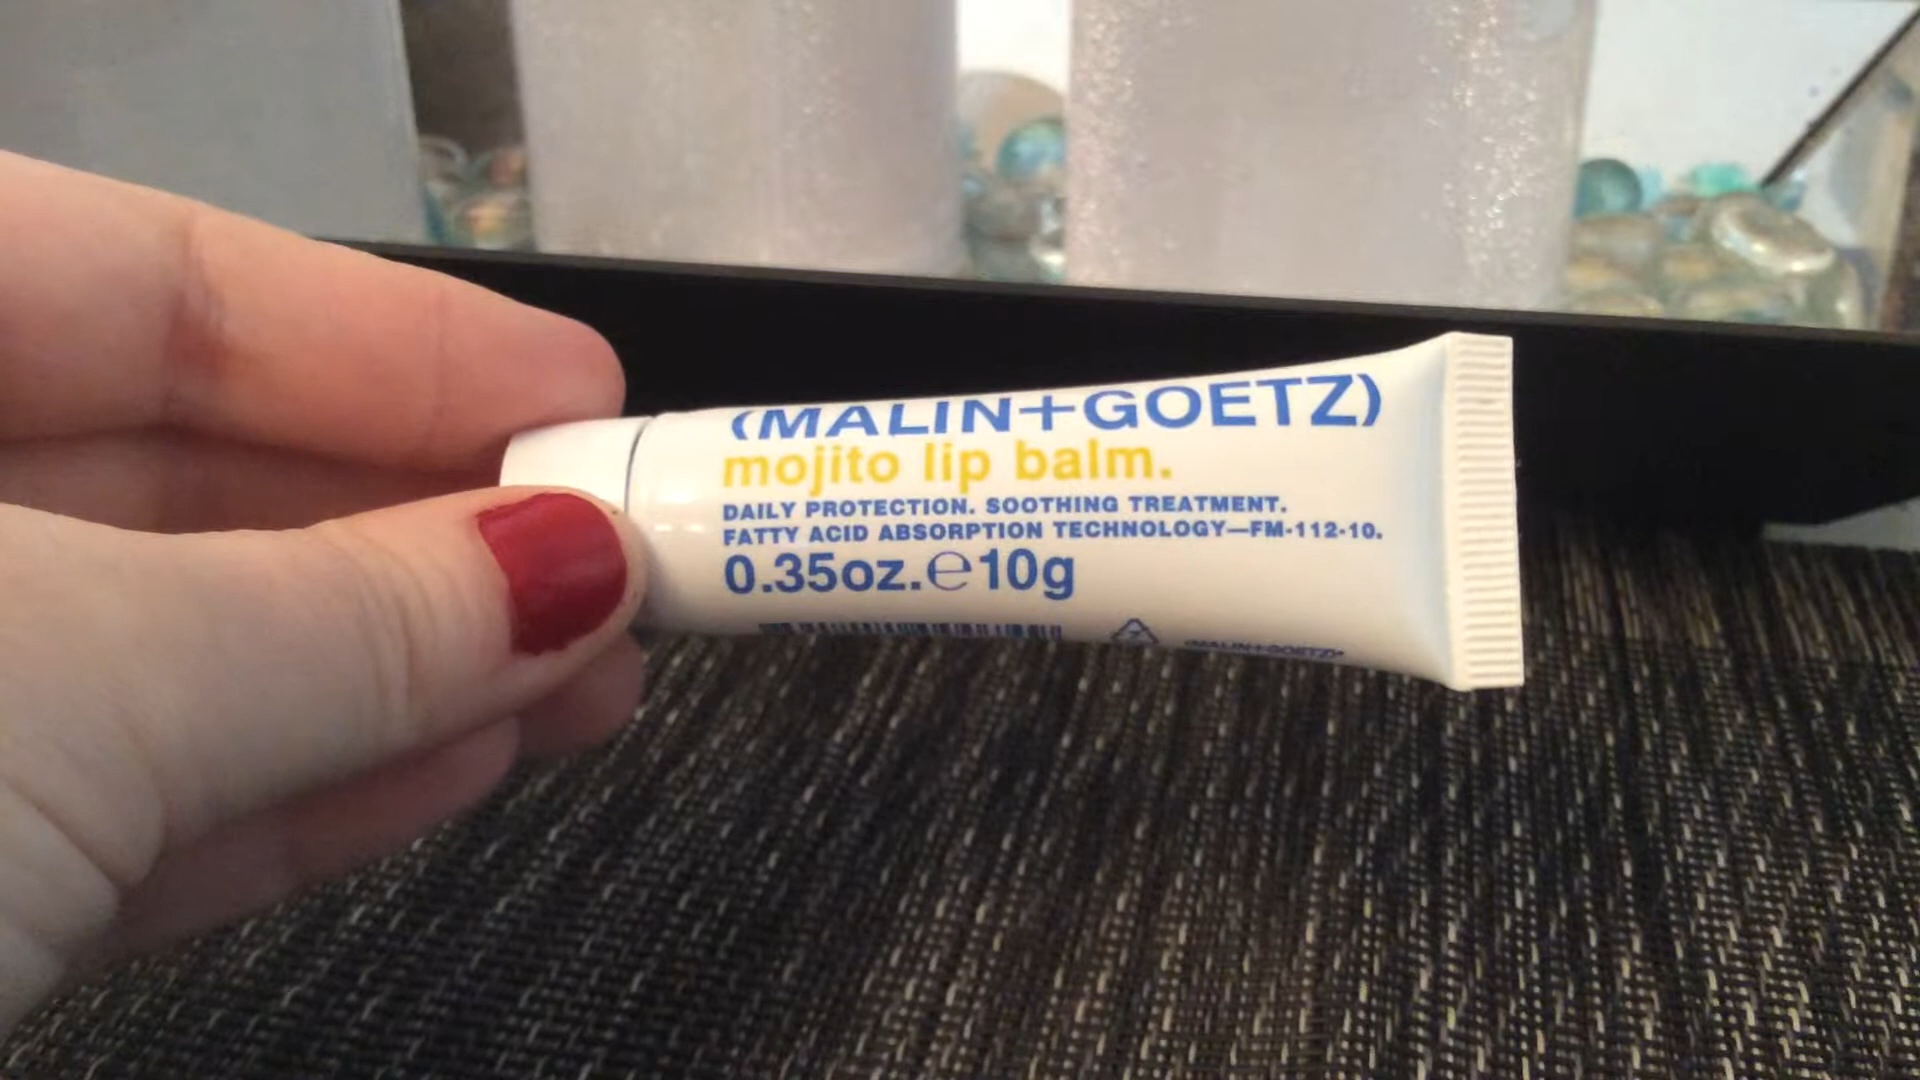 (MALIN+GOETZ)
mojito lip balm.
DAILY PROTECTION. SOOTHING TREATMENT.
FATTY ACID ABSORPTION TECHNOLOGY—FM-112-10.
0.35oz.℮10g
(MALIN+GOETZ)